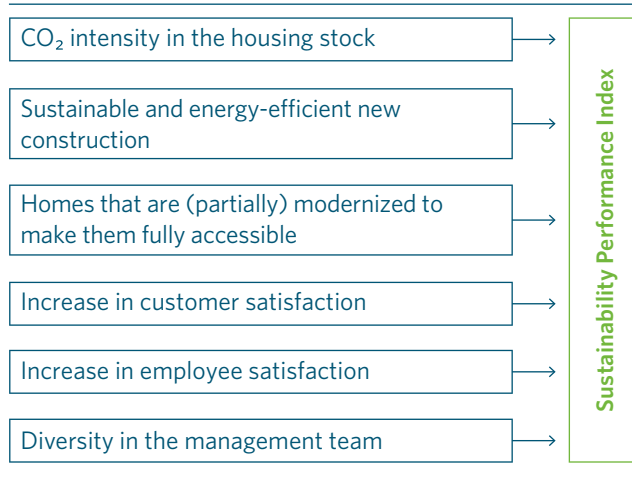 CO₂ intensity in the housing stock
Sustainable and energy-efficient new
construction
Homes that are (partially) modernized to
make them fully accessible
Increase in customer satisfaction
Increase in employee satisfaction
Diversity in the management team
Sustainability Performance Index